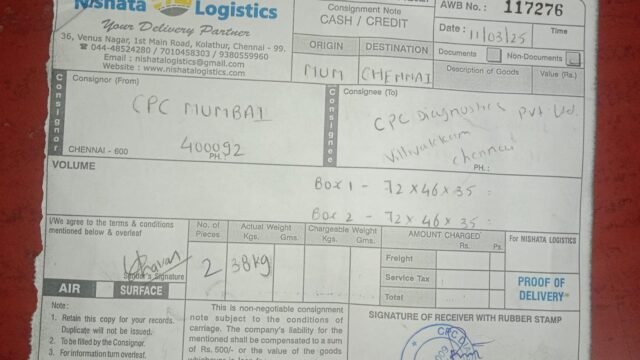 Nishata Logistics
Your Delivery Partner
36, Venus Nagar, 1st Main Road, Kolathur, Chennai - 99.
☎ 044-48524280 / 7010458303 / 9380559960
Email : nishatalogistics@gmail.com
Website : www.nishatalogistics.com
Consignment Note
CASH / CREDIT
ORIGIN DESTINATION
MUM CHENNAI
AWB No. : 117276
Date : 11/03/25 Time
Documents Non-Documents
Description of Goods Value (Rs.)
Consignor
Consignor (From)
CPC MUMBAI
400092
CHENNAI - 600 PH.:
Consignee
Consignee (To)
CPC Diagnostics Pvt Ltd.
Villivakkam
Chennai
PH.:
VOLUME
Box 1 - 72 x 46 x 35
Box 2 - 72 x 46 x 35
I/We agree to the terms & conditions
mentioned below & overleaf
Sender's Signature
AIR SURFACE
No. of Pieces
2
Actual Weight
Kgs. Gms.
38kg
Chargeable Weight
Kgs. Gms.
AMOUNT CHARGED
Rs. Ps.
Freight
Service Tax
Total
For NISHATA LOGISTICS
PROOF OF
DELIVERY
Note:
1. Retain this copy for your records.
Duplicate will not be issued.
2. To be filled by the Consignor.
3. For information turn overleaf.
This is non-negotiable consignment
note subject to the conditions of
carriage. The company's liability for the
mentioned shall be compensated to a sum
of Rs. 500/- or the value of the goods
SIGNATURE OF RECEIVER WITH RUBBER STAMP